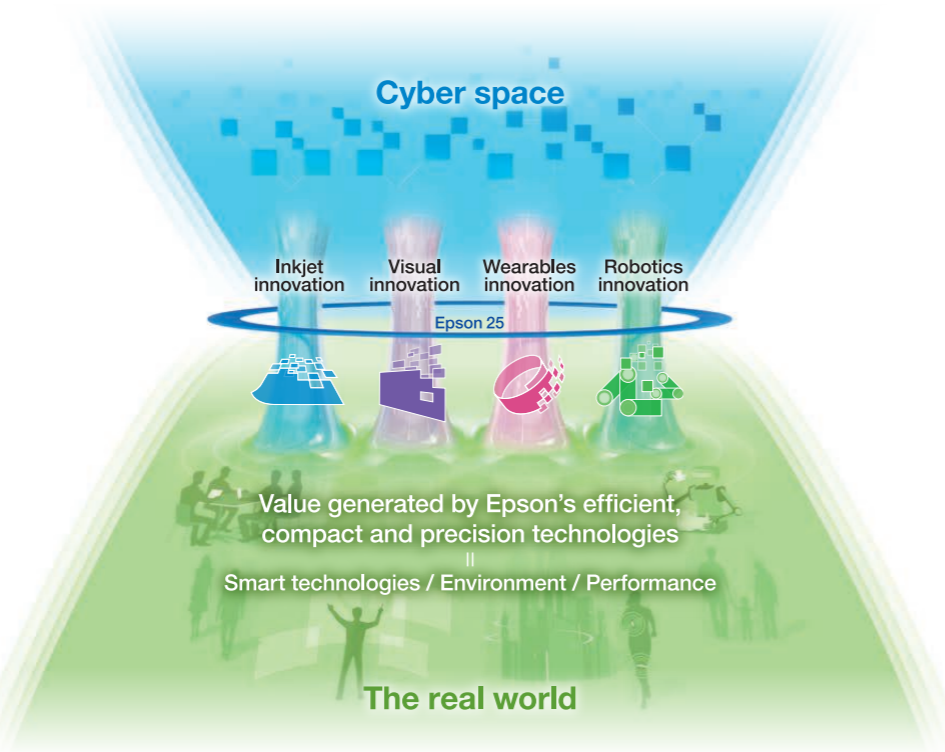 Cyber space
Inkjet
innovation
Visual
innovation
Wearables
innovation
Robotics
innovation
Epson 25
Value generated by Epson's efficient,
compact and precision technologies
=
Smart technologies / Environment / Performance
The real world